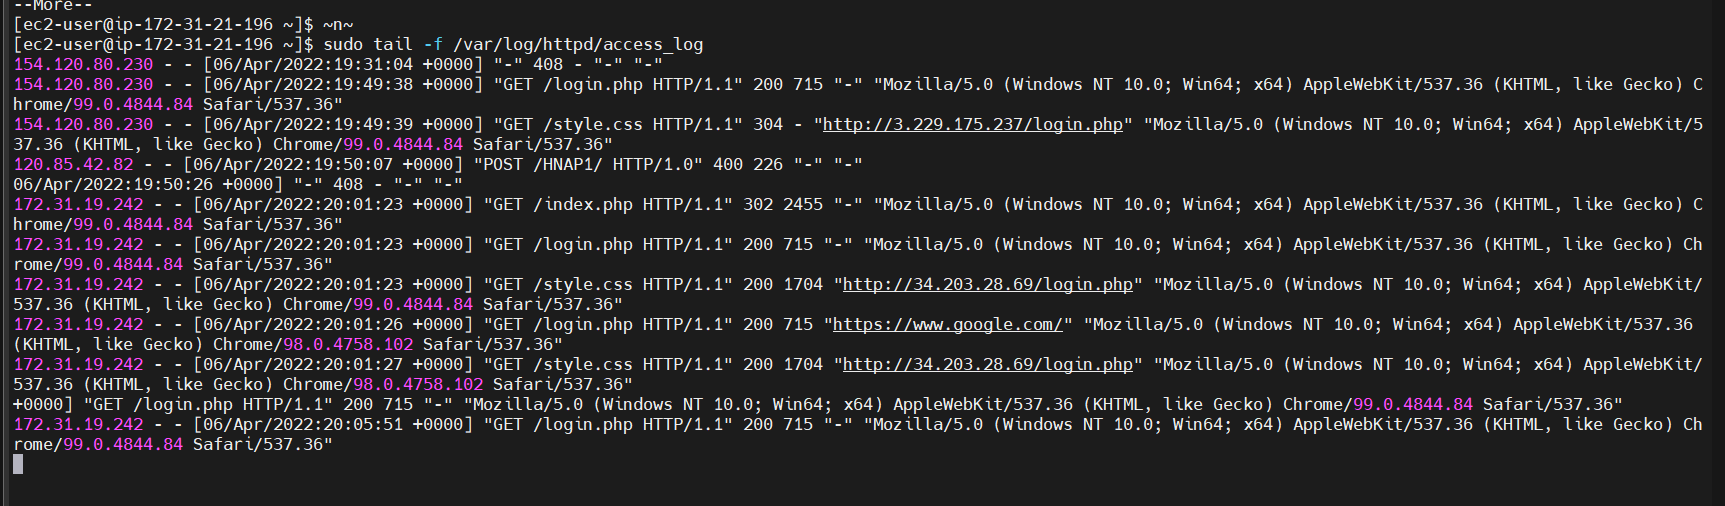 --More--
[ec2-user@ip-172-31-21-196 ~]$ ~n~
[ec2-user@ip-172-31-21-196 ~]$ sudo tail -f /var/log/httpd/access_log
154.120.80.230 - - [06/Apr/2022:19:31:04 +0000] "-" 408 - "-" "-"
154.120.80.230 - - [06/Apr/2022:19:49:38 +0000] "GET /login.php HTTP/1.1" 200 715 "-" "Mozilla/5.0 (Windows NT 10.0; Win64; x64) AppleWebKit/537.36 (KHTML, like Gecko) C
hrome/99.0.4844.84 Safari/537.36"
154.120.80.230 - - [06/Apr/2022:19:49:39 +0000] "GET /style.css HTTP/1.1" 304 - "http://3.229.175.237/login.php" "Mozilla/5.0 (Windows NT 10.0; Win64; x64) AppleWebKit/5
37.36 (KHTML, like Gecko) Chrome/99.0.4844.84 Safari/537.36"
120.85.42.82 - - [06/Apr/2022:19:50:07 +0000] "POST /HNAP1/ HTTP/1.0" 400 226 "-" "-"
06/Apr/2022:19:50:26 +0000] "-" 408 - "-" "-"
172.31.19.242 - - [06/Apr/2022:20:01:23 +0000] "GET /index.php HTTP/1.1" 302 2455 "-" "Mozilla/5.0 (Windows NT 10.0; Win64; x64) AppleWebKit/537.36 (KHTML, like Gecko) C
hrome/99.0.4844.84 Safari/537.36"
172.31.19.242 - - [06/Apr/2022:20:01:23 +0000] "GET /login.php HTTP/1.1" 200 715 "-" "Mozilla/5.0 (Windows NT 10.0; Win64; x64) AppleWebKit/537.36 (KHTML, like Gecko) Ch
rome/99.0.4844.84 Safari/537.36"
172.31.19.242 - - [06/Apr/2022:20:01:23 +0000] "GET /style.css HTTP/1.1" 200 1704 "http://34.203.28.69/login.php" "Mozilla/5.0 (Windows NT 10.0; Win64; x64) AppleWebKit/
537.36 (KHTML, like Gecko) Chrome/99.0.4844.84 Safari/537.36"
172.31.19.242 - - [06/Apr/2022:20:01:26 +0000] "GET /login.php HTTP/1.1" 200 715 "https://www.google.com/" "Mozilla/5.0 (Windows NT 10.0; Win64; x64) AppleWebKit/537.36
(KHTML, like Gecko) Chrome/98.0.4758.102 Safari/537.36"
172.31.19.242 - - [06/Apr/2022:20:01:27 +0000] "GET /style.css HTTP/1.1" 200 1704 "http://34.203.28.69/login.php" "Mozilla/5.0 (Windows NT 10.0; Win64; x64) AppleWebKit/
537.36 (KHTML, like Gecko) Chrome/98.0.4758.102 Safari/537.36"
+0000] "GET /login.php HTTP/1.1" 200 715 "-" "Mozilla/5.0 (Windows NT 10.0; Win64; x64) AppleWebKit/537.36 (KHTML, like Gecko) Chrome/99.0.4844.84 Safari/537.36"
172.31.19.242 - - [06/Apr/2022:20:05:51 +0000] "GET /login.php HTTP/1.1" 200 715 "-" "Mozilla/5.0 (Windows NT 10.0; Win64; x64) AppleWebKit/537.36 (KHTML, like Gecko) Ch
rome/99.0.4844.84 Safari/537.36"